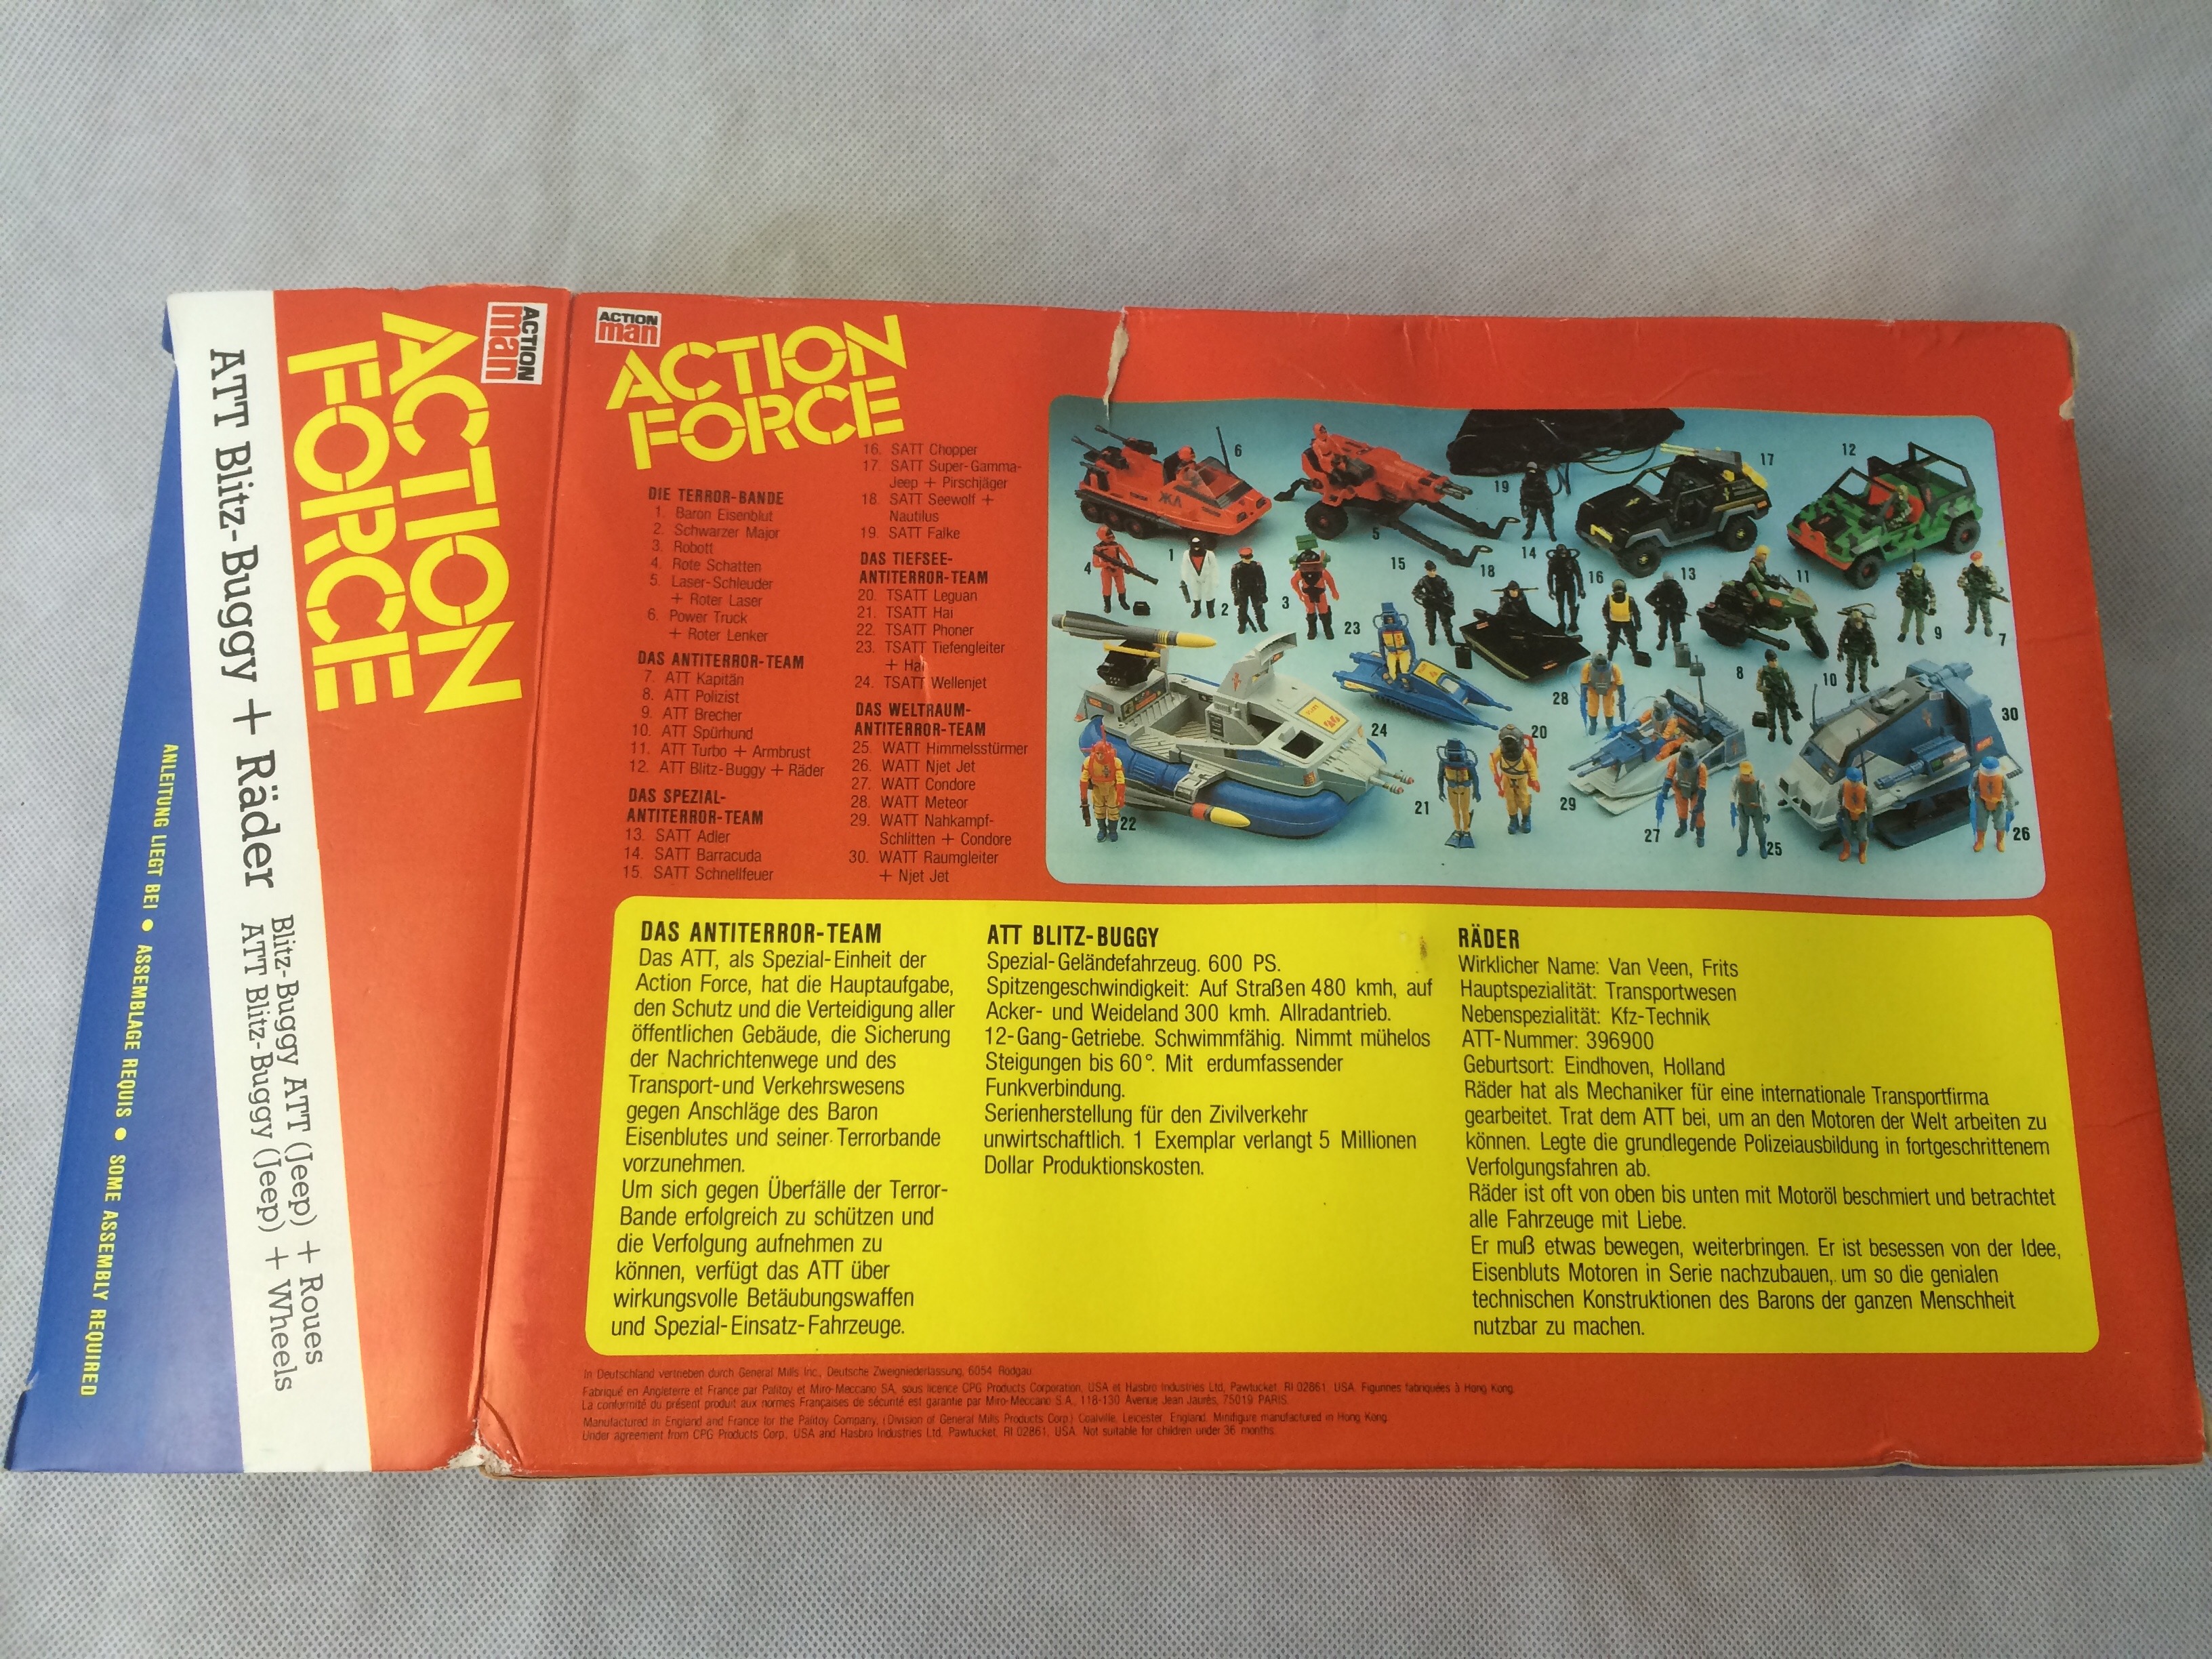 ANLEITUNG LIEGT BEI ● ASSEMBLAGE REQUIS ● SOME ASSEMBLY REQUIRED
ATT Blitz-Buggy + Räder
Blitz-Buggy ATT (Jeep) + Roues
ATT Blitz-Buggy (Jeep) + Wheels
ACTION
man
ACTION
FORCE
ACTION
man
ACTION
FORCE
DIE TERROR-BANDE
1. Baron Eisenblut
2. Schwarzer Major
3. Robott
4. Rote Schatten
5. Laser-Schleuder
+ Roter Laser
6. Power Truck
+ Roter Lenker
DAS ANTITERROR-TEAM
7. ATT Kapitän
8. ATT Polizist
9. ATT Brecher
10. ATT Spürhund
11. ATT Turbo + Armbrust
12. ATT Blitz-Buggy + Räder
DAS SPEZIAL-
ANTITERROR-TEAM
13. SATT Adler
14. SATT Barracuda
15. SATT Schnellfeuer
16. SATT Chopper
17. SATT Super-Gamma-
Jeep + Pirschjäger
18. SATT Seewolf +
Nautilus
19. SATT Falke
DAS TIEFSEE-
ANTITERROR-TEAM
20. TSATT Leguan
21. TSATT Hai
22. TSATT Phoner
23. TSATT Tiefengleiter
+ Hai
24. TSATT Wellenjet
DAS WELTRAUM-
ANTITERROR-TEAM
25. WATT Himmelsstürmer
26. WATT Njet Jet
27. WATT Condore
28. WATT Meteor
29. WATT Nahkampf-
Schlitten + Condore
30. WATT Raumgleiter
+ Njet Jet
6
17
12
19
5
4
1
2
3
15
18
14
16
13
11
9
7
23
8
10
28
24
20
30
22
21
29
27
25
26
DAS ANTITERROR-TEAM
Das ATT, als Spezial-Einheit der
Action Force, hat die Hauptaufgabe,
den Schutz und die Verteidigung aller
öffentlichen Gebäude, die Sicherung
der Nachrichtenwege und des
Transport-und Verkehrswesens
gegen Anschläge des Baron
Eisenblutes und seiner Terrorbande
vorzunehmen.
Um sich gegen Überfälle der Terror-
Bande erfolgreich zu schützen und
die Verfolgung aufnehmen zu
können, verfügt das ATT über
wirkungsvolle Betäubungswaffen
und Spezial-Einsatz-Fahrzeuge.
ATT BLITZ-BUGGY
Spezial-Geländefahrzeug. 600 PS.
Spitzengeschwindigkeit: Auf Straßen 480 kmh, auf
Acker- und Weideland 300 kmh. Allradantrieb.
12-Gang-Getriebe. Schwimmfähig. Nimmt mühelos
Steigungen bis 60°. Mit erdumfassender
Funkverbindung.
Serienherstellung für den Zivilverkehr
unwirtschaftlich. 1 Exemplar verlangt 5 Millionen
Dollar Produktionskosten.
RÄDER
Wirklicher Name: Van Veen, Frits
Hauptspezialität: Transportwesen
Nebenspezialität: Kfz-Technik
ATT-Nummer: 396900
Geburtsort: Eindhoven, Holland
Räder hat als Mechaniker für eine internationale Transportfirma
gearbeitet. Trat dem ATT bei, um an den Motoren der Welt arbeiten zu
können. Legte die grundlegende Polizeiausbildung in fortgeschrittenem
Verfolgungsfahren ab.
Räder ist oft von oben bis unten mit Motoröl beschmiert und betrachtet
alle Fahrzeuge mit Liebe.
Er muß etwas bewegen, weiterbringen. Er ist besessen von der Idee,
Eisenbluts Motoren in Serie nachzubauen, um so die genialen
technischen Konstruktionen des Barons der ganzen Menschheit
nutzbar zu machen.
In Deutschland vertrieben durch General Mills Inc., Deutsche Zweigniederlassung, 6054 Rodgau.
Fabriqué en Angleterre et France par Palitoy et Miro-Meccano SA, sous licence CPG Products Corporation, USA et Hasbro Industries Ltd, Pawtucket, RI 02861. USA. Figurines fabriquées à Hong Kong.
La conformité du présent produit aux normes Françaises de sécurité est garantie par Miro-Meccano S.A., 118-130 Avenue Jean Jaurès, 75019 PARIS.
Manufactured in England and France for the Palitoy Company, (Division of General Mills Products Corp.) Coalville, Leicester, England. Minifigure manufactured in Hong Kong.
Under agreement from CPG Products Corp., USA and Hasbro Industries Ltd, Pawtucket, RI 02861. USA. Not suitable for children under 36 months.